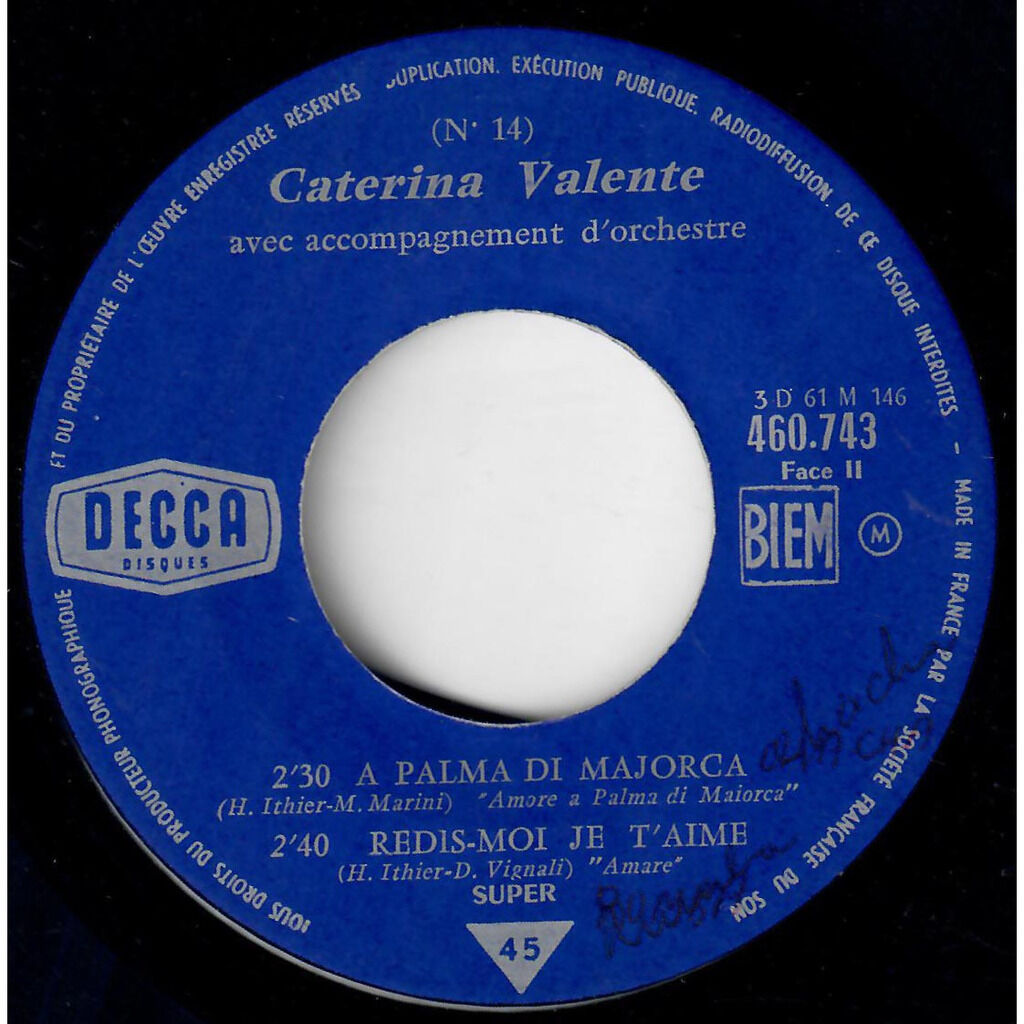 TOUS DROITS DU PRODUCTEUR PHONOGRAPHIQUE ET DU PROPRIÉTAIRE DE L'ŒUVRE ENREGISTRÉE RÉSERVÉS DUPLICATION. EXÉCUTION PUBLIQUE. RADIODIFFUSION. DE CE DISQUE INTERDITES - MADE IN FRANCE PAR LA SOCIÉTÉ FRANÇAISE DU SON
(N° 14)
Caterina Valente
avec accompagnement d'orchestre
3 D 61 M 146
460.743
Face II
DECCA
DISQUES
BIEM
M
2'30 A PALMA DI MAJORCA
(H. Ithier-M. Marini) "Amore a Palma di Maiorca"
2'40 REDIS-MOI JE T'AIME
(H. Ithier-D. Vignali) "Amare"
SUPER
45